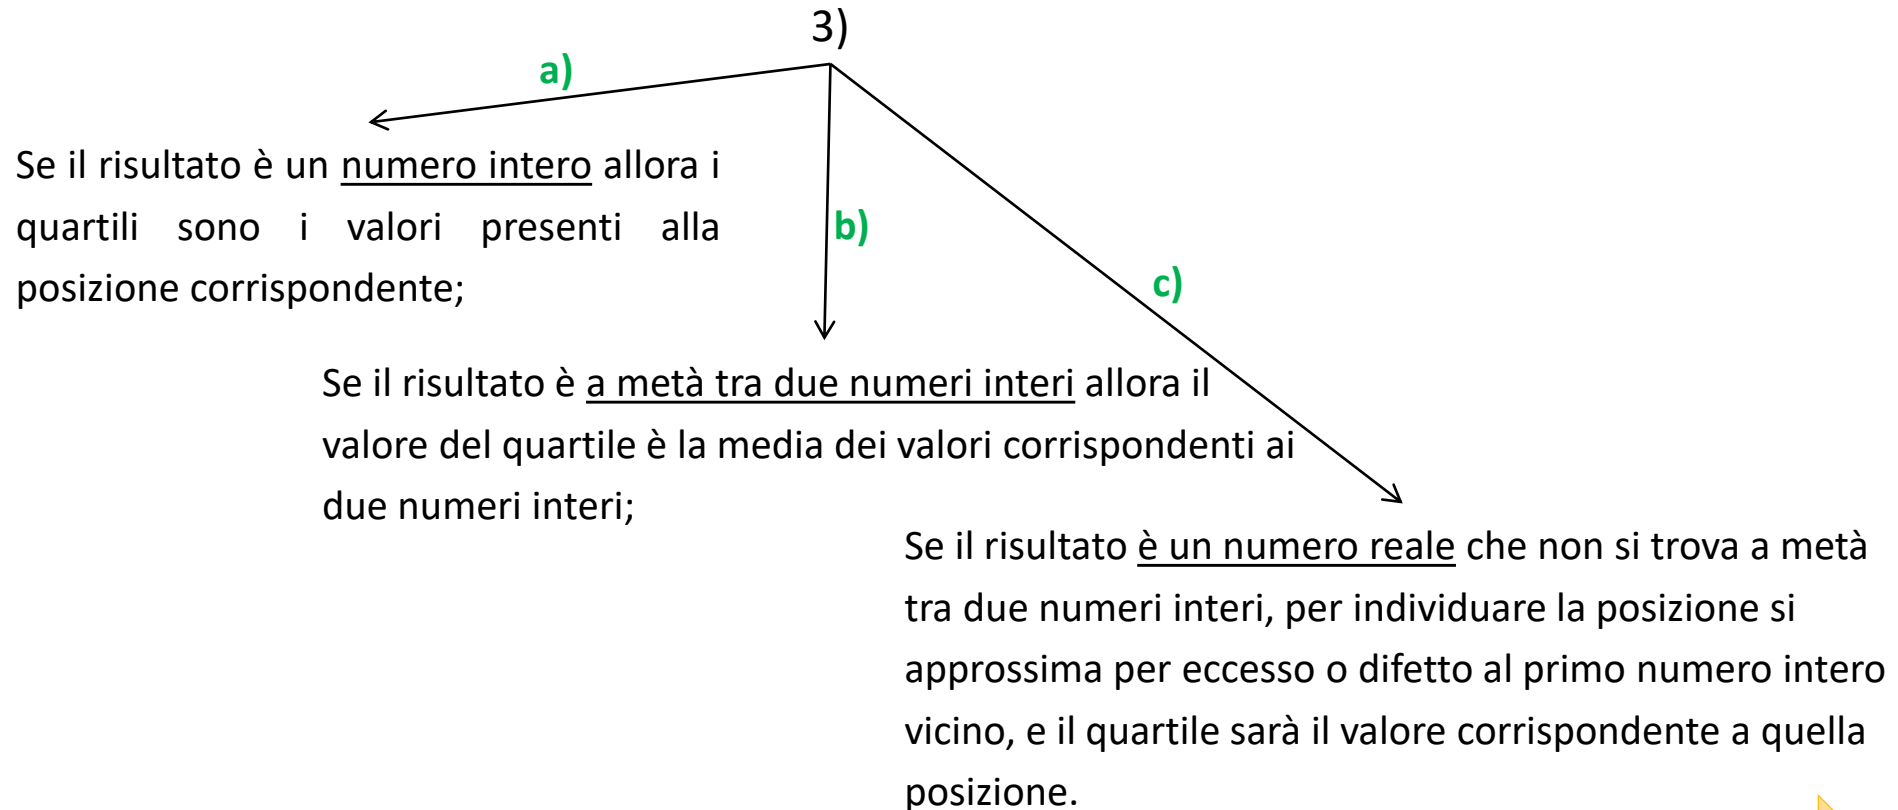 3)
a)
Se il risultato è un numero intero allora i
quartili sono i valori presenti alla
posizione corrispondente;
b)
Se il risultato è a metà tra due numeri interi allora il
valore del quartile è la media dei valori corrispondenti ai
due numeri interi;
c)
Se il risultato è un numero reale che non si trova a metà
tra due numeri interi, per individuare la posizione si
approssima per eccesso o difetto al primo numero intero
vicino, e il quartile sarà il valore corrispondente a quella
posizione.